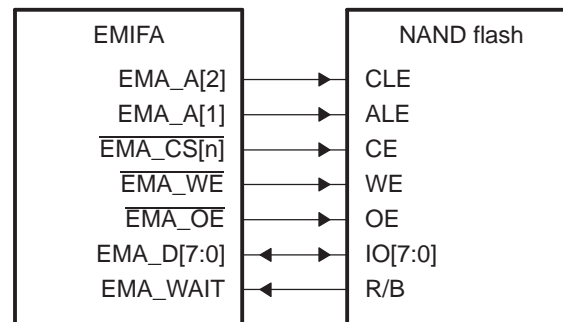 EMIFA NAND flash
EMA_A[2] CLE
EMA_A[1] ALE
EMA_CS[n] CE
EMA_WE WE
EMA_OE OE
EMA_D[7:0] IO[7:0]
EMA_WAIT R/B